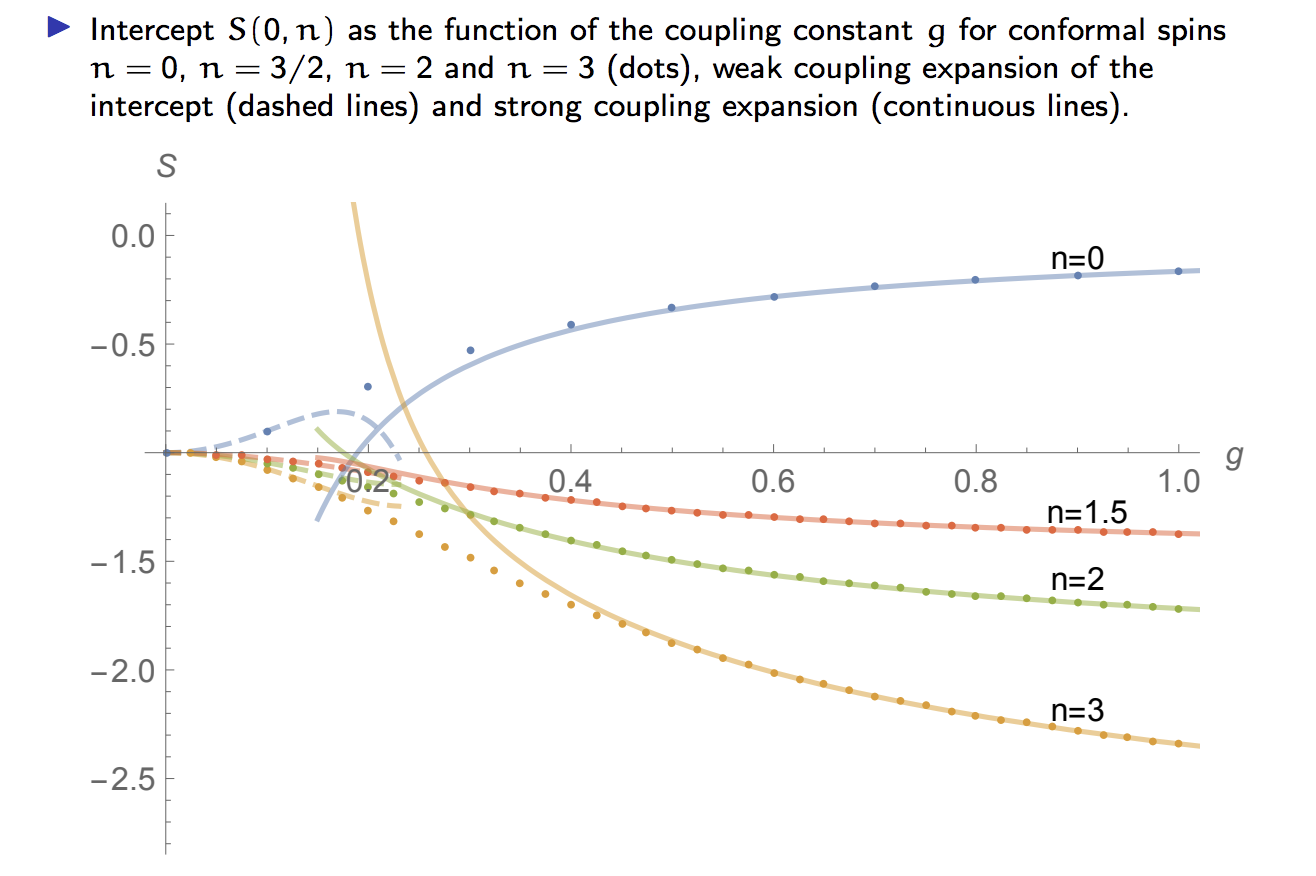 Intercept S(0, n) as the function of the coupling constant g for conformal spins
n = 0, n = 3/2, n = 2 and n = 3 (dots), weak coupling expansion of the
intercept (dashed lines) and strong coupling expansion (continuous lines).
S
0.0
n=0
−0.5
g
0.2 0.4 0.6 0.8 1.0
n=1.5
−1.5
n=2
−2.0
n=3
−2.5